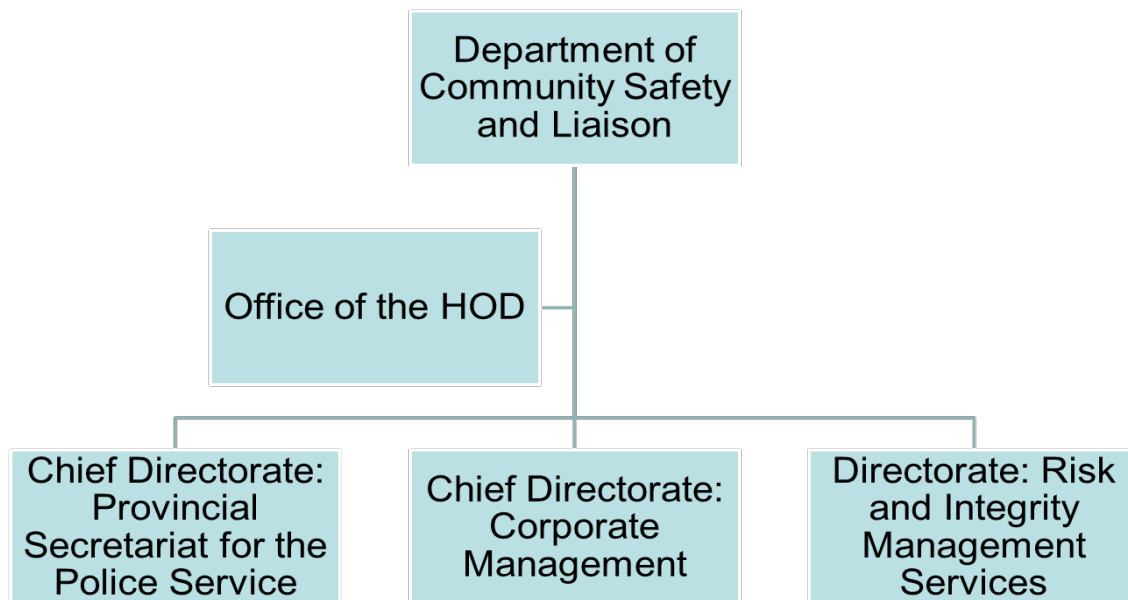 Department of
Community Safety
and Liaison
Office of the HOD
Chief Directorate:
Provincial
Secretariat for the
Police Service
Chief Directorate:
Corporate
Management
Directorate: Risk
and Integrity
Management
Services